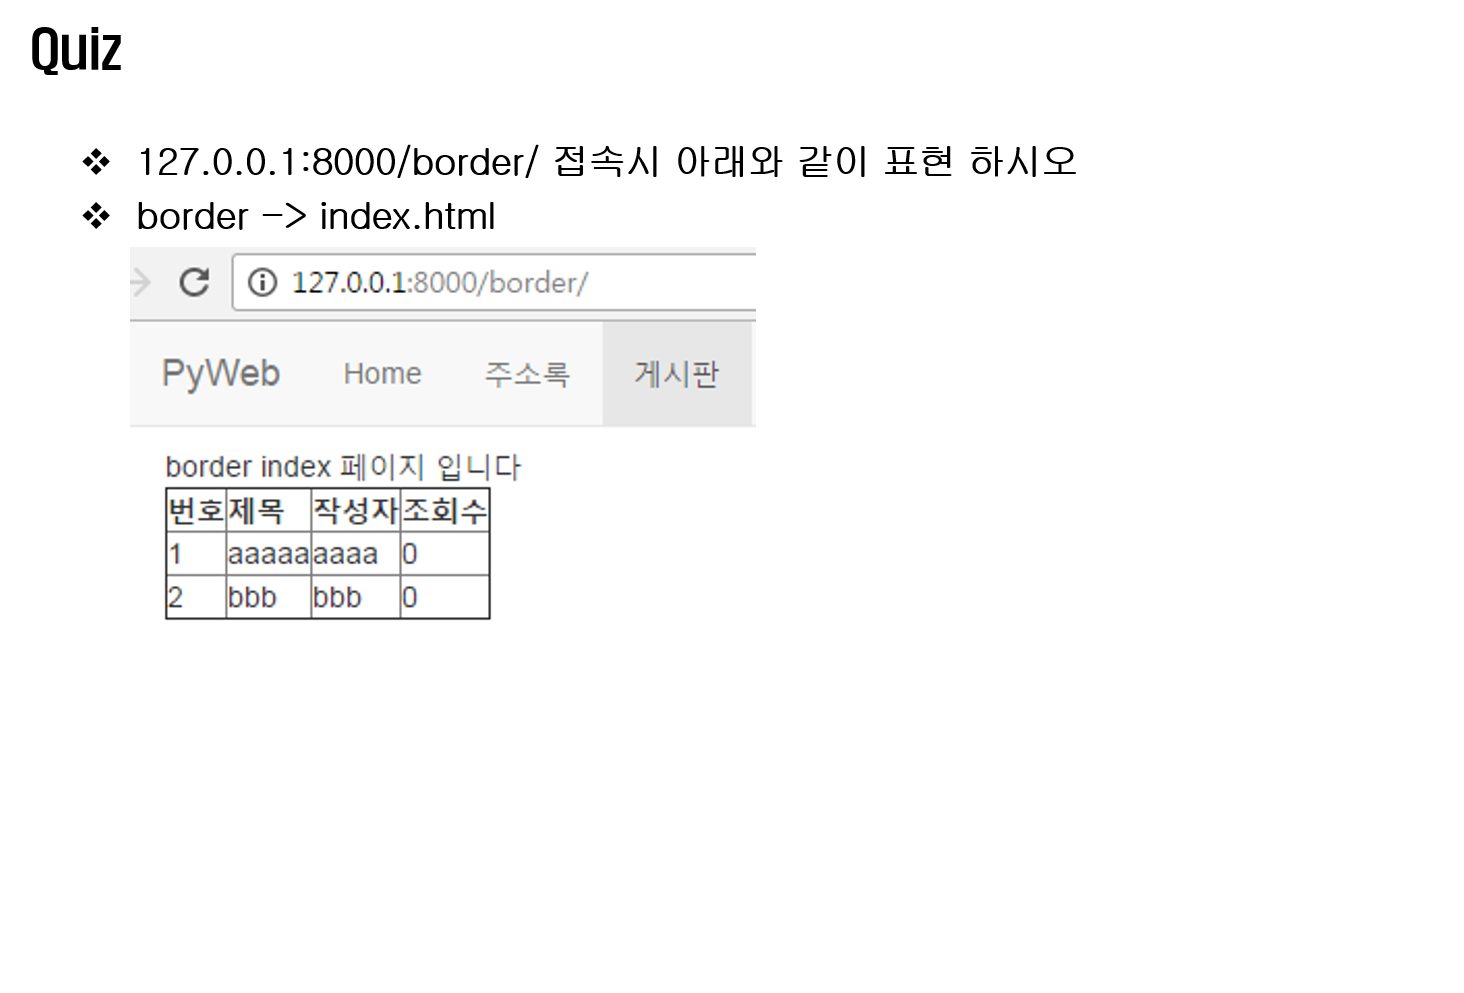 Quiz
❖ 127.0.0.1:8000/border/ 접속시 아래와 같이 표현 하시오
❖ border -> index.html
127.0.0.1:8000/border/
PyWeb Home 주소록 게시판
border index 페이지 입니다
번호 제목 작성자 조회수
1 aaaaa aaaa 0
2 bbb bbb 0